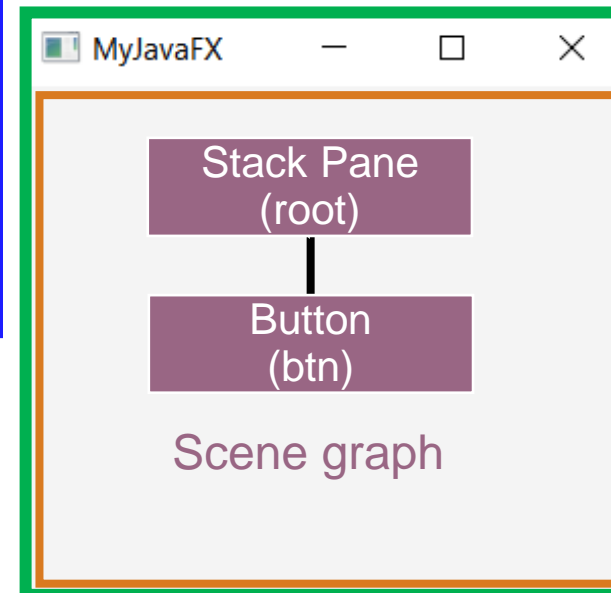 MyJavaFX
Stack Pane
(root)
Button
(btn)
Scene graph